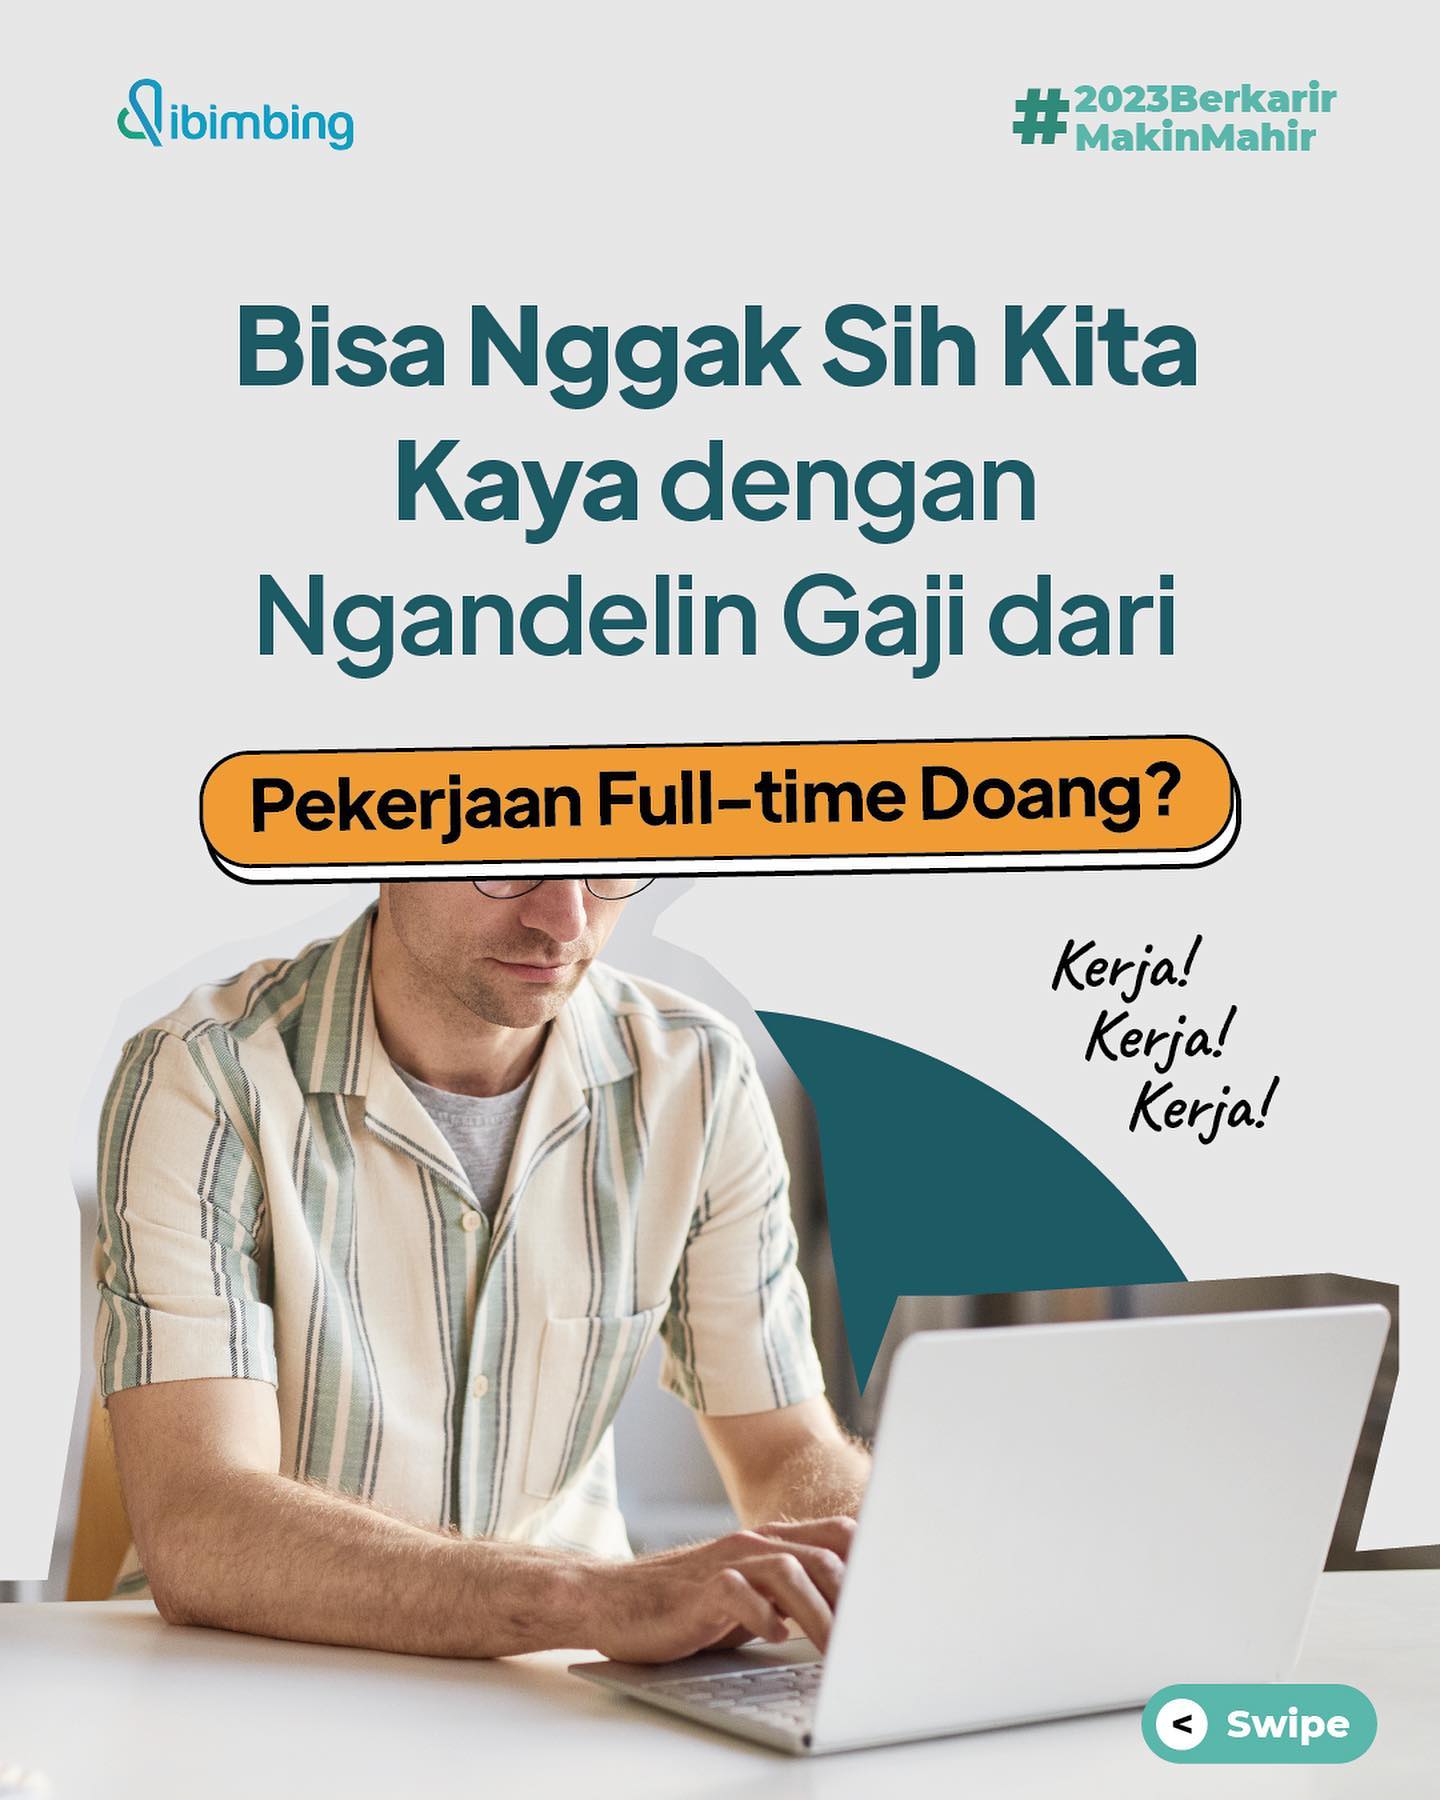 dibimbing
#2023Berkarir
MakinMahir
Bisa Nggak Sih Kita
Kaya dengan
Ngandelin Gaji dari
Pekerjaan Full-time Doang?
Kerja!
Kerja!
Kerja!
< Swipe